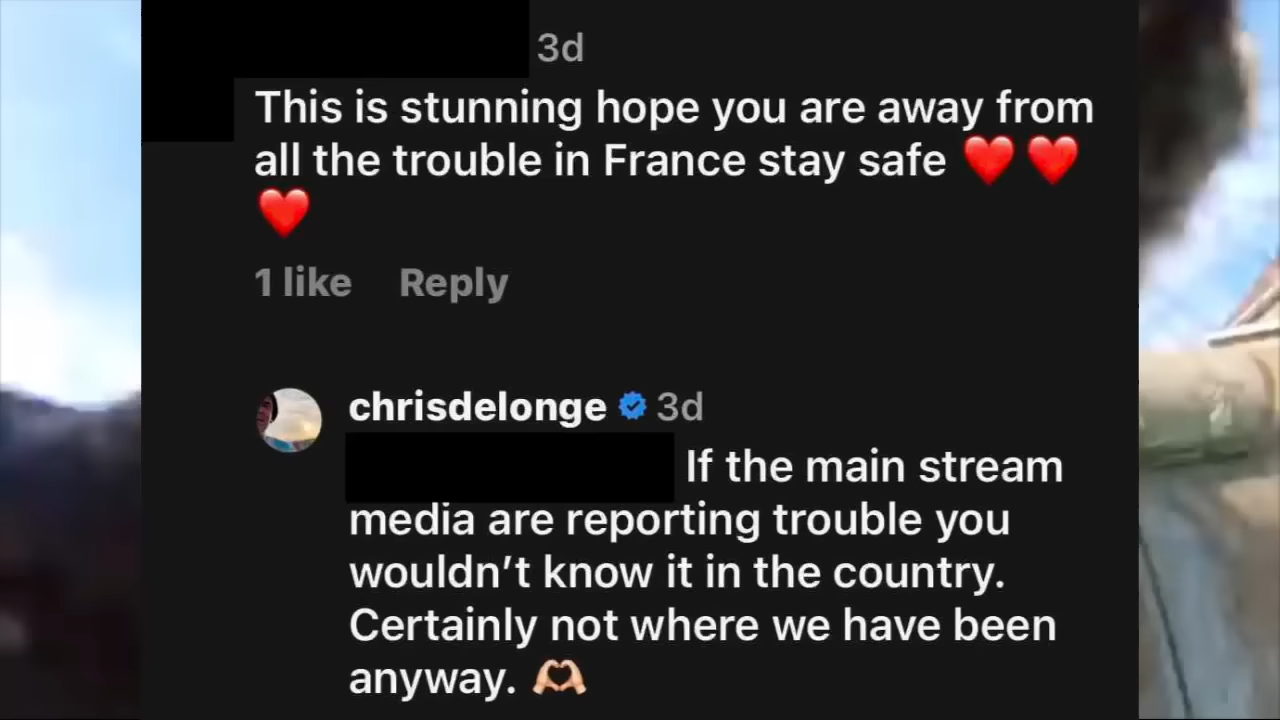 3d
This is stunning hope you are away from
all the trouble in France stay safe ❤️❤️
❤️
1 like Reply
chrisdelonge 3d
If the main stream
media are reporting trouble you
wouldn’t know it in the country.
Certainly not where we have been
anyway. 🫶🏻